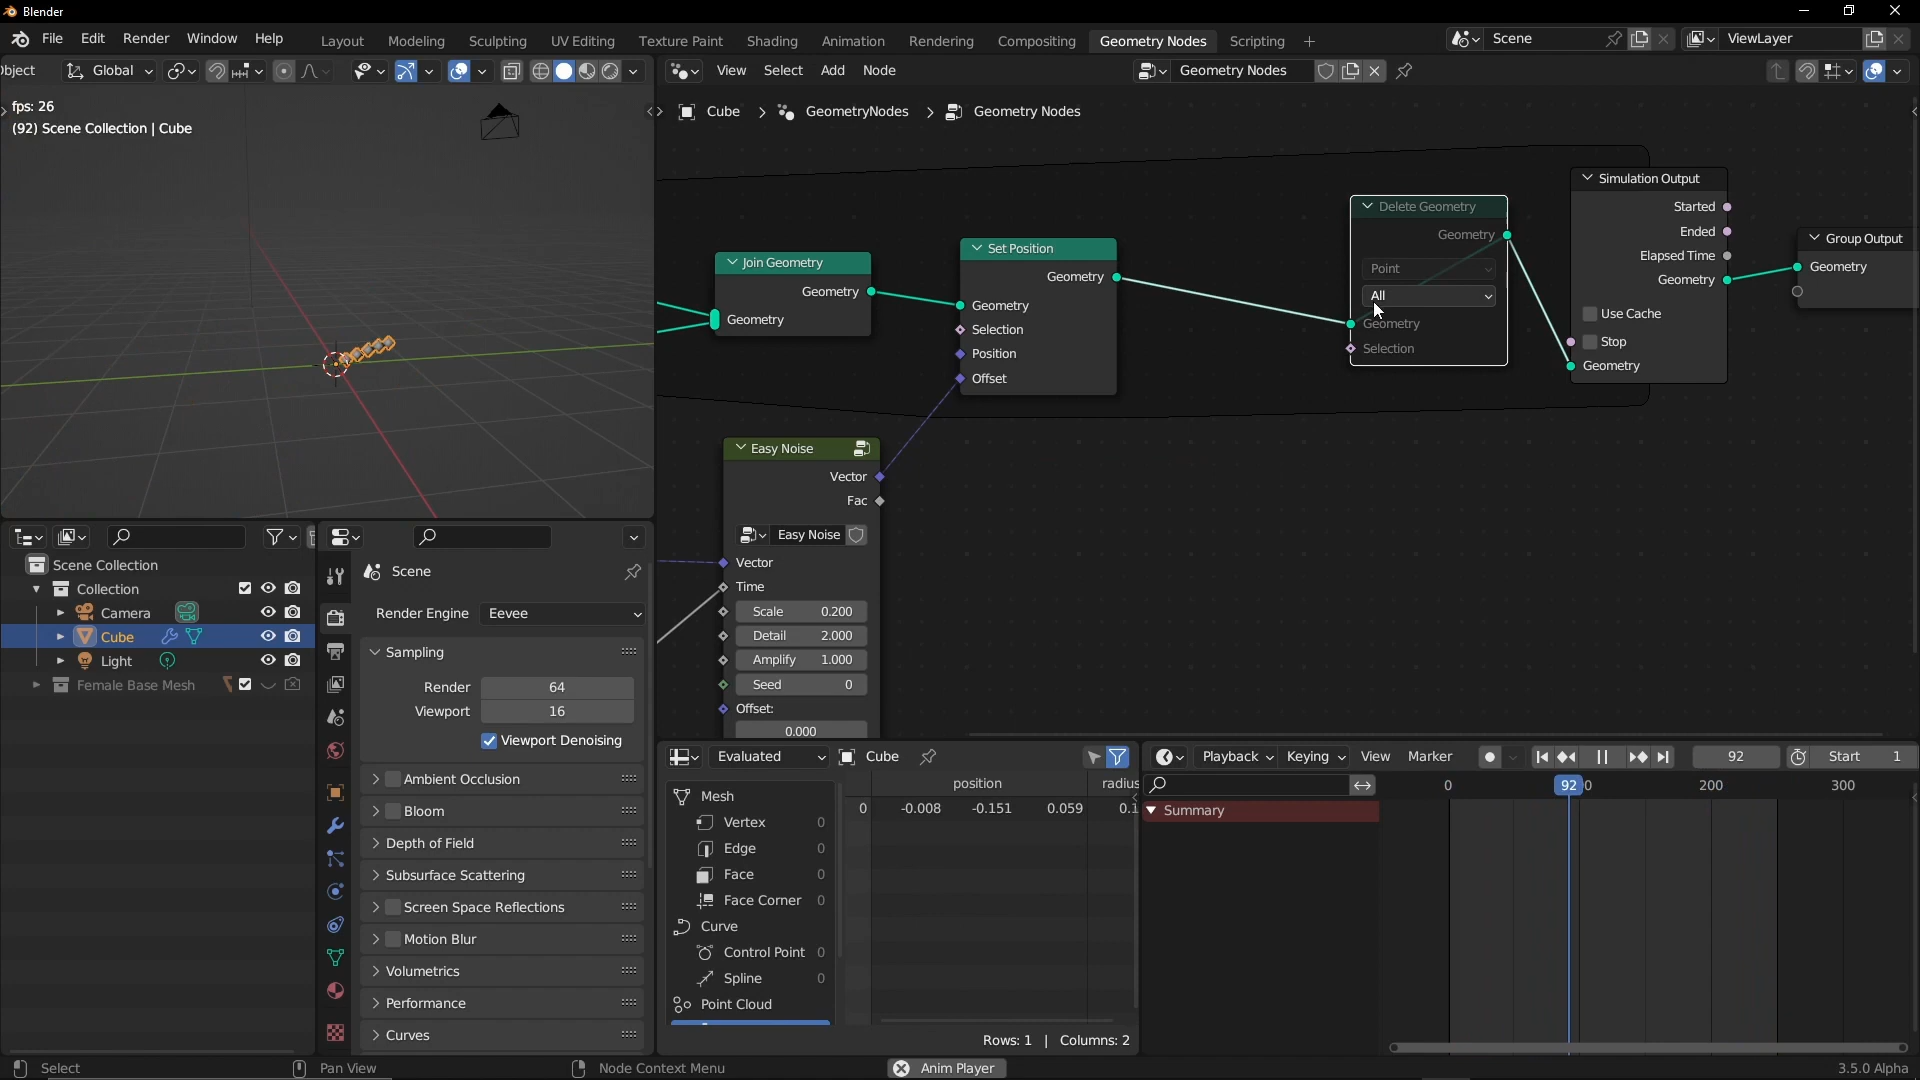 Blender
File Edit Render Window Help Layout Modeling Sculpting UV Editing Texture Paint Shading Animation Rendering Compositing Geometry Nodes Scripting + Scene ViewLayer
bject Global
View Select Add Node Geometry Nodes
fps: 26
(92) Scene Collection | Cube
Cube > GeometryNodes > Geometry Nodes
Join Geometry
Geometry
Geometry
Set Position
Geometry
Geometry
Selection
Position
Offset
Delete Geometry
Geometry
Point
All
Geometry
Selection
Simulation Output
Started
Ended
Elapsed Time
Geometry
Use Cache
Stop
Geometry
Group Output
Geometry
Easy Noise
Vector
Fac
Easy Noise
Vector
Time
Scale 0.200
Detail 2.000
Amplify 1.000
Seed 0
Offset:
0.000
Scene Collection
Collection
Camera
Cube
Light
Female Base Mesh
Scene
Render Engine Eevee
Sampling
Render 64
Viewport 16
Viewport Denoising
Ambient Occlusion
Bloom
Depth of Field
Subsurface Scattering
Screen Space Reflections
Motion Blur
Volumetrics
Performance
Curves
Evaluated Cube
Mesh
Vertex 0
Edge 0
Face 0
Face Corner 0
Curve
Control Point 0
Spline 0
Point Cloud
position radius
0 -0.008 -0.151 0.059 0.1
Rows: 1 | Columns: 2
Playback Keying View Marker 92 Start 1
0 92 0 200 300
Summary
Select Pan View Node Context Menu Anim Player 3.5.0 Alpha